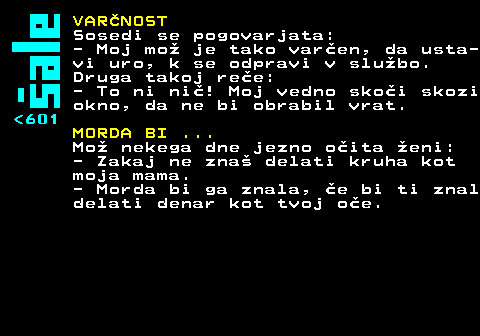 šale
<601
VARČNOST
Sosedi se pogovarjata:
- Moj mož je tako varčen, da usta-
vi uro, k se odpravi v službo.
Druga takoj reče:
- To ni nič! Moj vedno skoči skozi
okno, da ne bi obrabil vrat.
MORDA BI ...
Mož nekega dne jezno očita ženi:
- Zakaj ne znaš delati kruha kot
moja mama.
- Morda bi ga znala, če bi ti znal
delati denar kot tvoj oče.